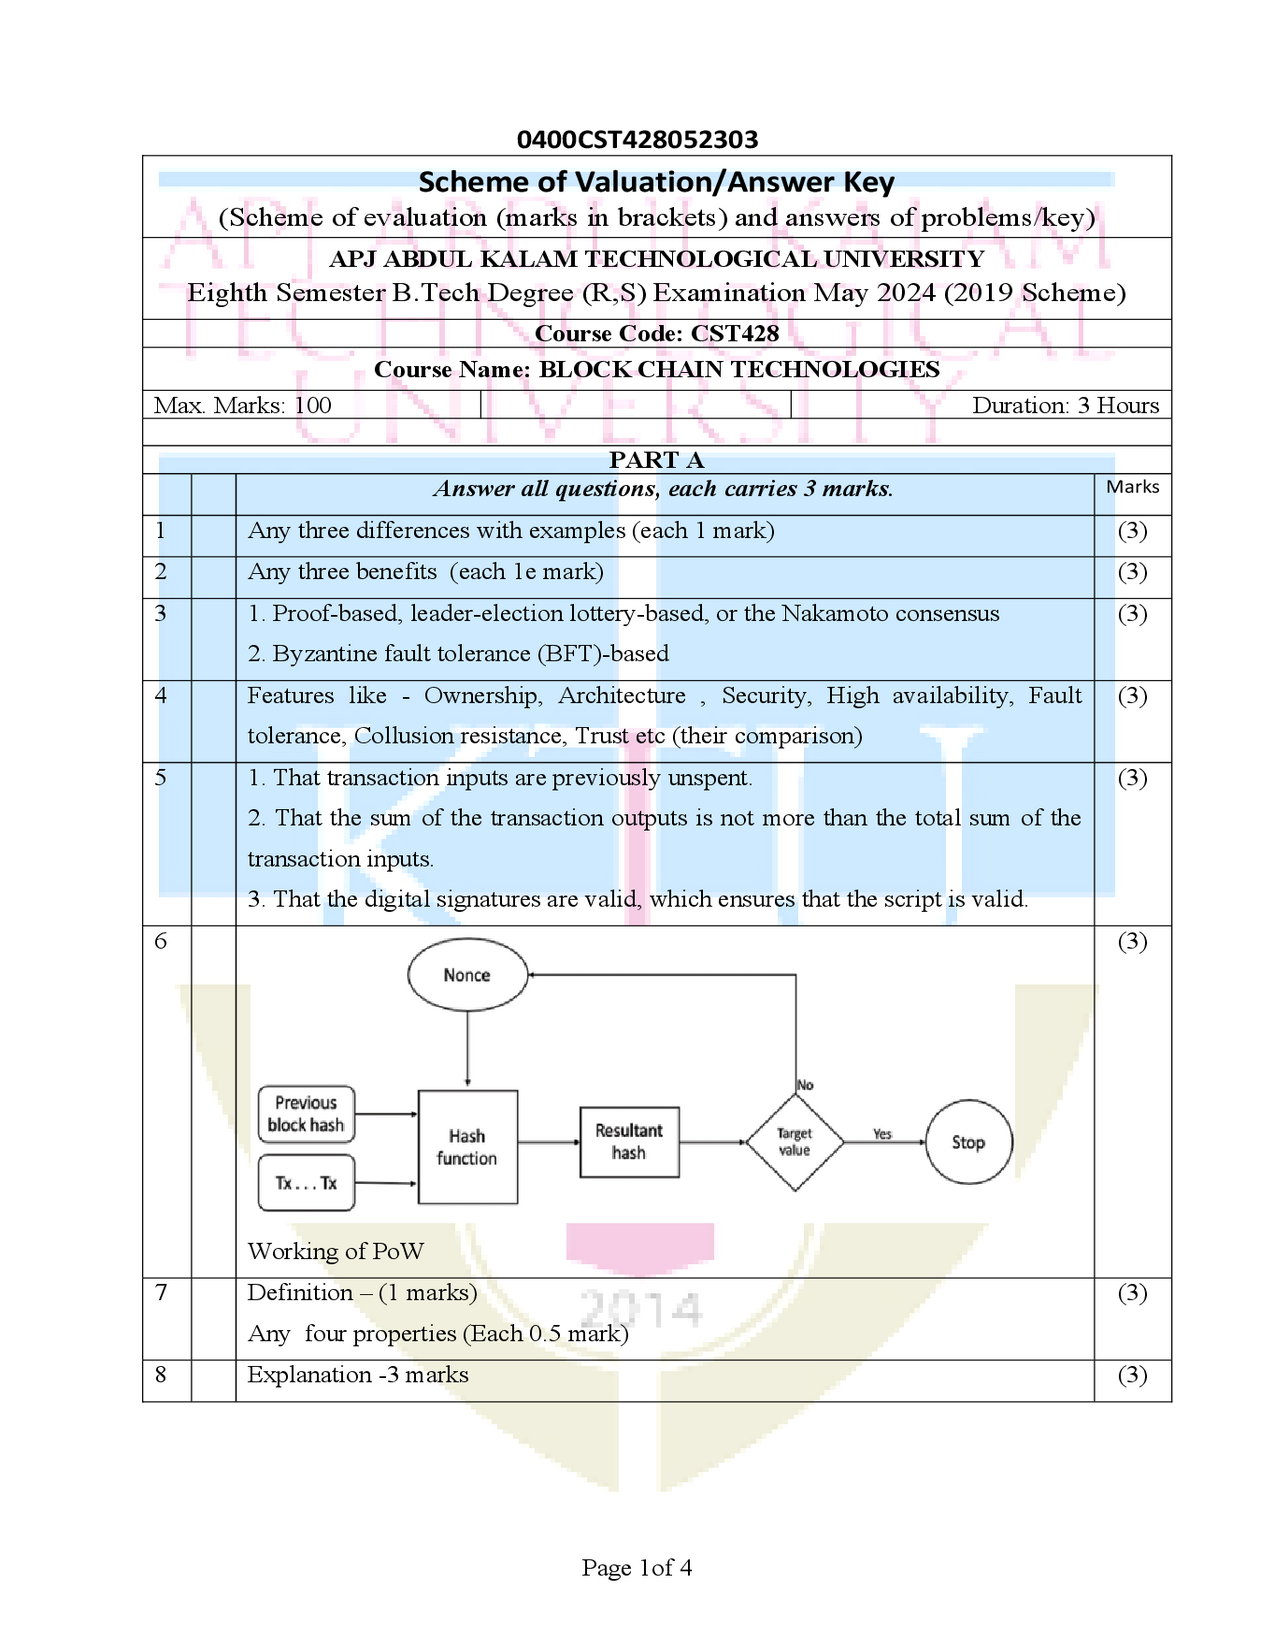 0400CST428052303
Scheme of Valuation/Answer Key
(Scheme of evaluation (marks in brackets) and answers of problems/key)
APJ ABDUL KALAM TECHNOLOGICAL UNIVERSITY
Eighth Semester B.Tech Degree (R,S) Examination May 2024 (2019 Scheme)
Course Code: CST428
Course Name: BLOCK CHAIN TECHNOLOGIES
Max. Marks: 100 Duration: 3 Hours
PART A
Answer all questions, each carries 3 marks. Marks
1 Any three differences with examples (each 1 mark) (3)
2 Any three benefits (each 1e mark) (3)
3 1. Proof-based, leader-election lottery-based, or the Nakamoto consensus (3)
2. Byzantine fault tolerance (BFT)-based
4 Features like - Ownership, Architecture , Security, High availability, Fault (3)
tolerance, Collusion resistance, Trust etc (their comparison)
5 1. That transaction inputs are previously unspent. (3)
2. That the sum of the transaction outputs is not more than the total sum of the
transaction inputs.
3. That the digital signatures are valid, which ensures that the script is valid.
6 (3)
Nonce
No
Previous
block hash
Hash
function
Resultant
hash
Target
value
Yes
Stop
Tx . . . Tx
Working of PoW
7 Definition – (1 marks) (3)
Any four properties (Each 0.5 mark)
8 Explanation -3 marks (3)
APJ ABDUL KALAM
TECHNOLOGICAL
UNIVERSITY
KTU
2014
Page 1of 4